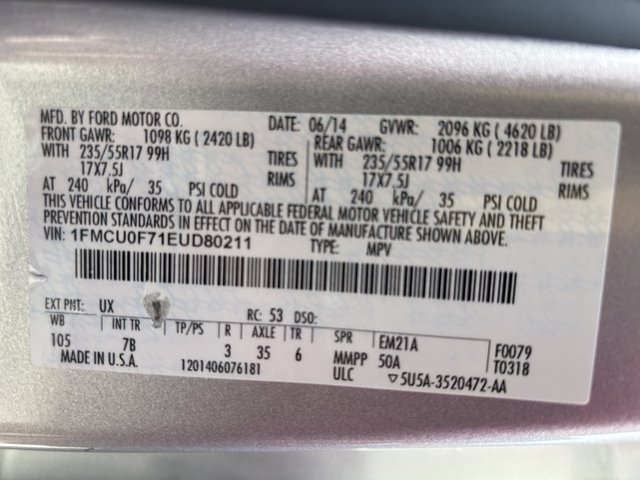 MFD. BY FORD MOTOR CO.
DATE: 06/14 GVWR: 2096 KG ( 4620 LB)
FRONT GAWR: 1098 KG ( 2420 LB)
REAR GAWR: 1006 KG ( 2218 LB)
WITH 235/55R17 99H TIRES
WITH 235/55R17 99H TIRES
17X7.5J RIMS
17X7.5J RIMS
AT 240 kPa/ 35 PSI COLD
AT 240 kPa/ 35 PSI COLD
THIS VEHICLE CONFORMS TO ALL APPLICABLE FEDERAL MOTOR VEHICLE SAFETY AND THEFT
PREVENTION STANDARDS IN EFFECT ON THE DATE OF MANUFACTURE SHOWN ABOVE.
VIN: 1FMCU0F71EUD80211
TYPE: MPV
EXT PNT: UX RC: 53 DSO:
WB INT TR TP/PS R AXLE TR SPR EM21A F0079
105 7B 3 35 6 MMPP 50A T0318
MADE IN U.S.A. 1201406076181 ULC ▽5U5A-3520472-AA